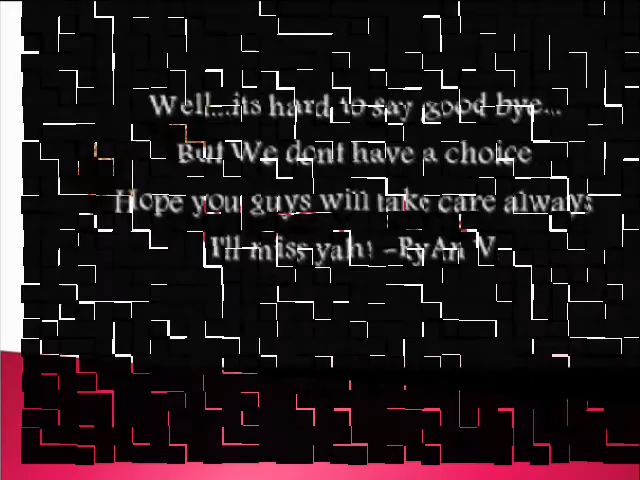 Well...its hard to say good bye...
But We dont have a choice
Hope you guys will take care always
I'll miss yah! -RyAn V